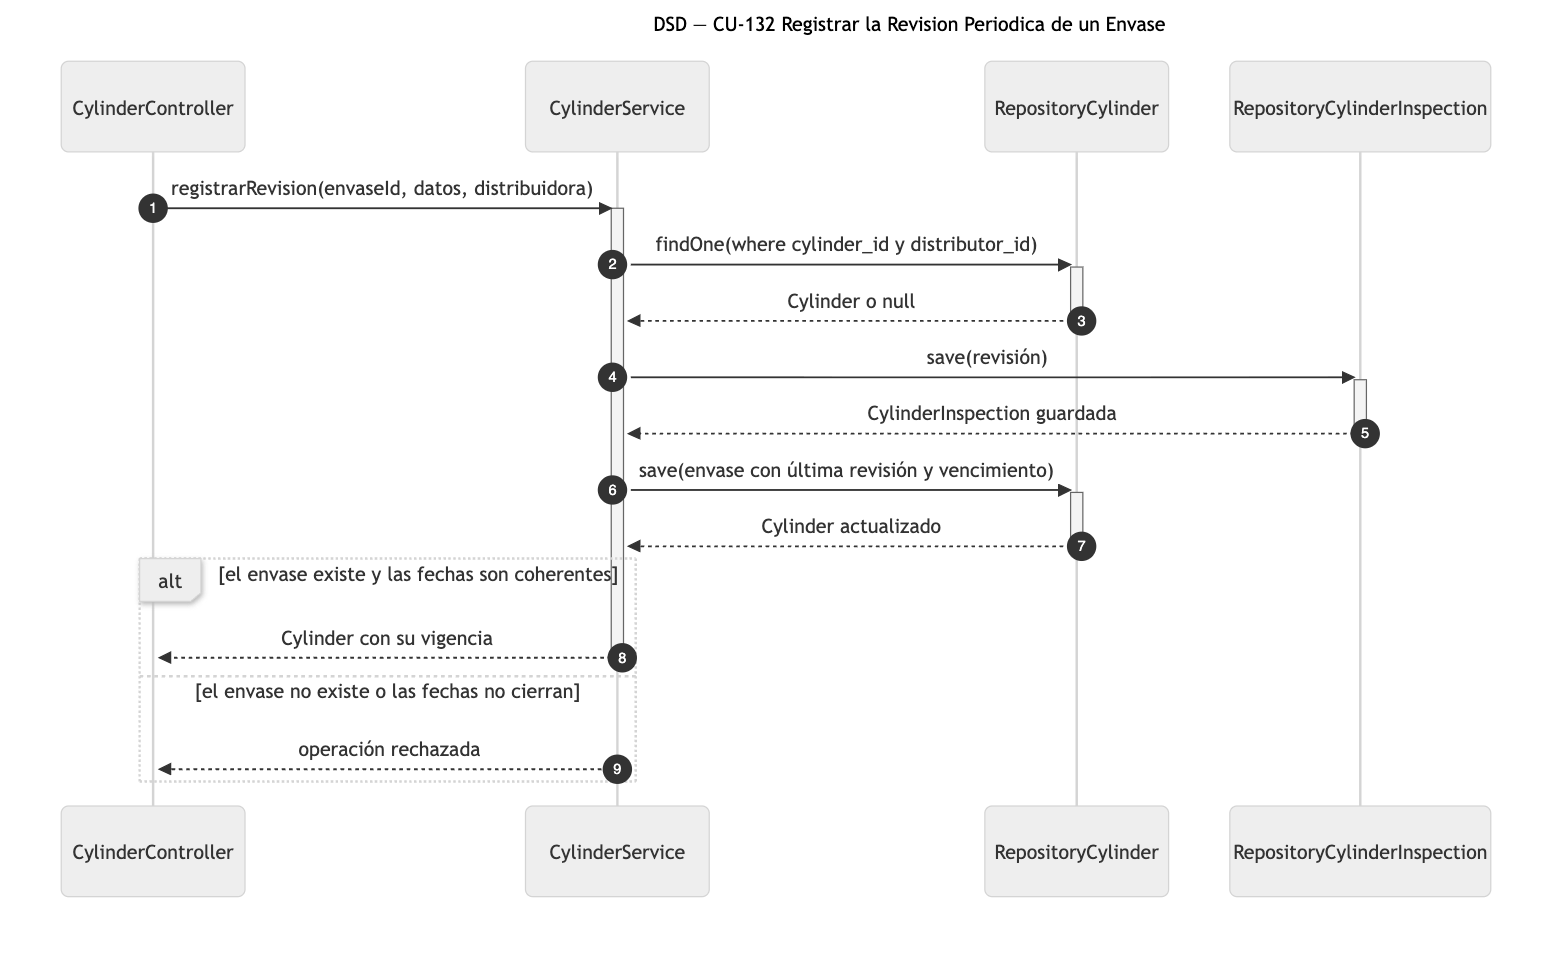 DSD — CU-132 Registrar la Revision Periodica de un Envase
CylinderController
CylinderService
RepositoryCylinder
RepositoryCylinderInspection
registrarRevision(envaseId, datos, distribuidora)
1
findOne(where cylinder_id y distributor_id)
2
Cylinder o null
3
save(revisión)
4
CylinderInspection guardada
5
save(envase con última revisión y vencimiento)
6
Cylinder actualizado
7
alt
[el envase existe y las fechas son coherentes]
Cylinder con su vigencia
8
[el envase no existe o las fechas no cierran]
operación rechazada
9
CylinderController
CylinderService
RepositoryCylinder
RepositoryCylinderInspection